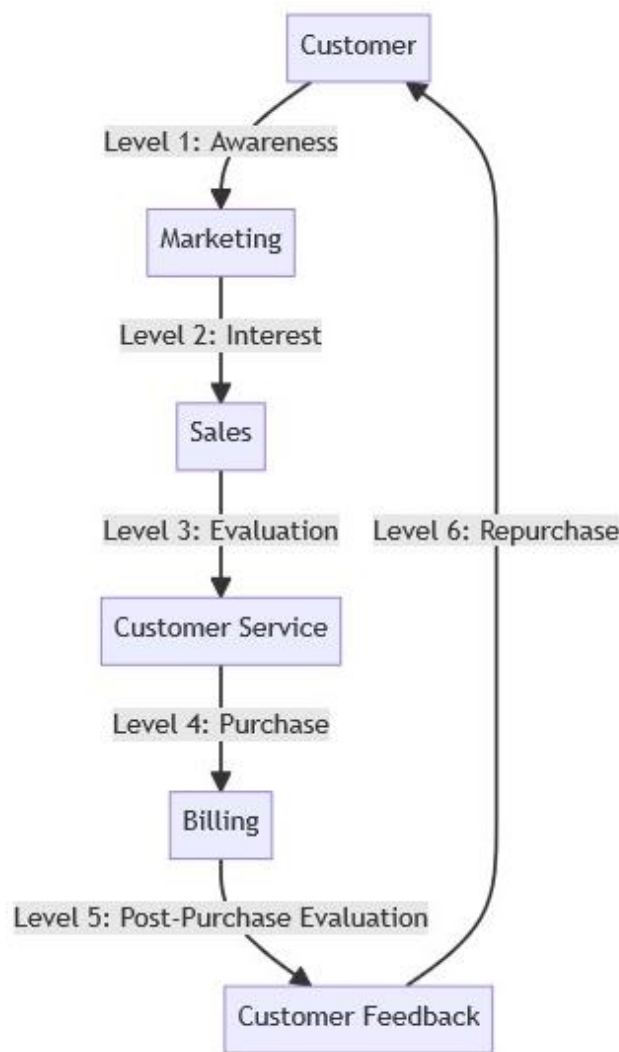 Customer
Level 1: Awareness
Marketing
Level 2: Interest
Sales
Level 3: Evaluation
Level 6: Repurchase
Customer Service
Level 4: Purchase
Billing
Level 5: Post-Purchase Evaluation
Customer Feedback